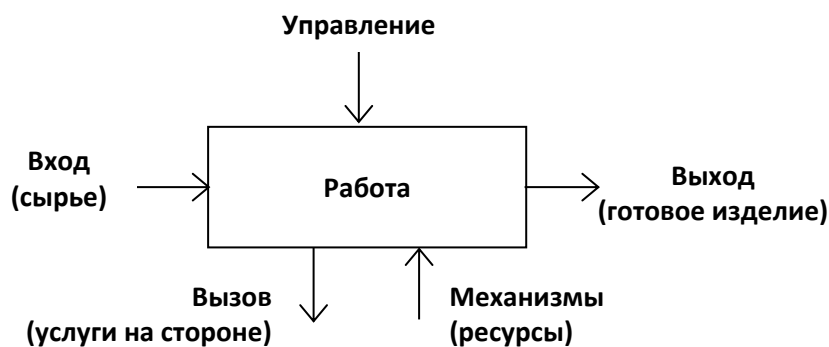 Управление
Вход
(сырье)
Работа
Выход
(готовое изделие)
Вызов
(услуги на стороне)
Механизмы
(ресурсы)